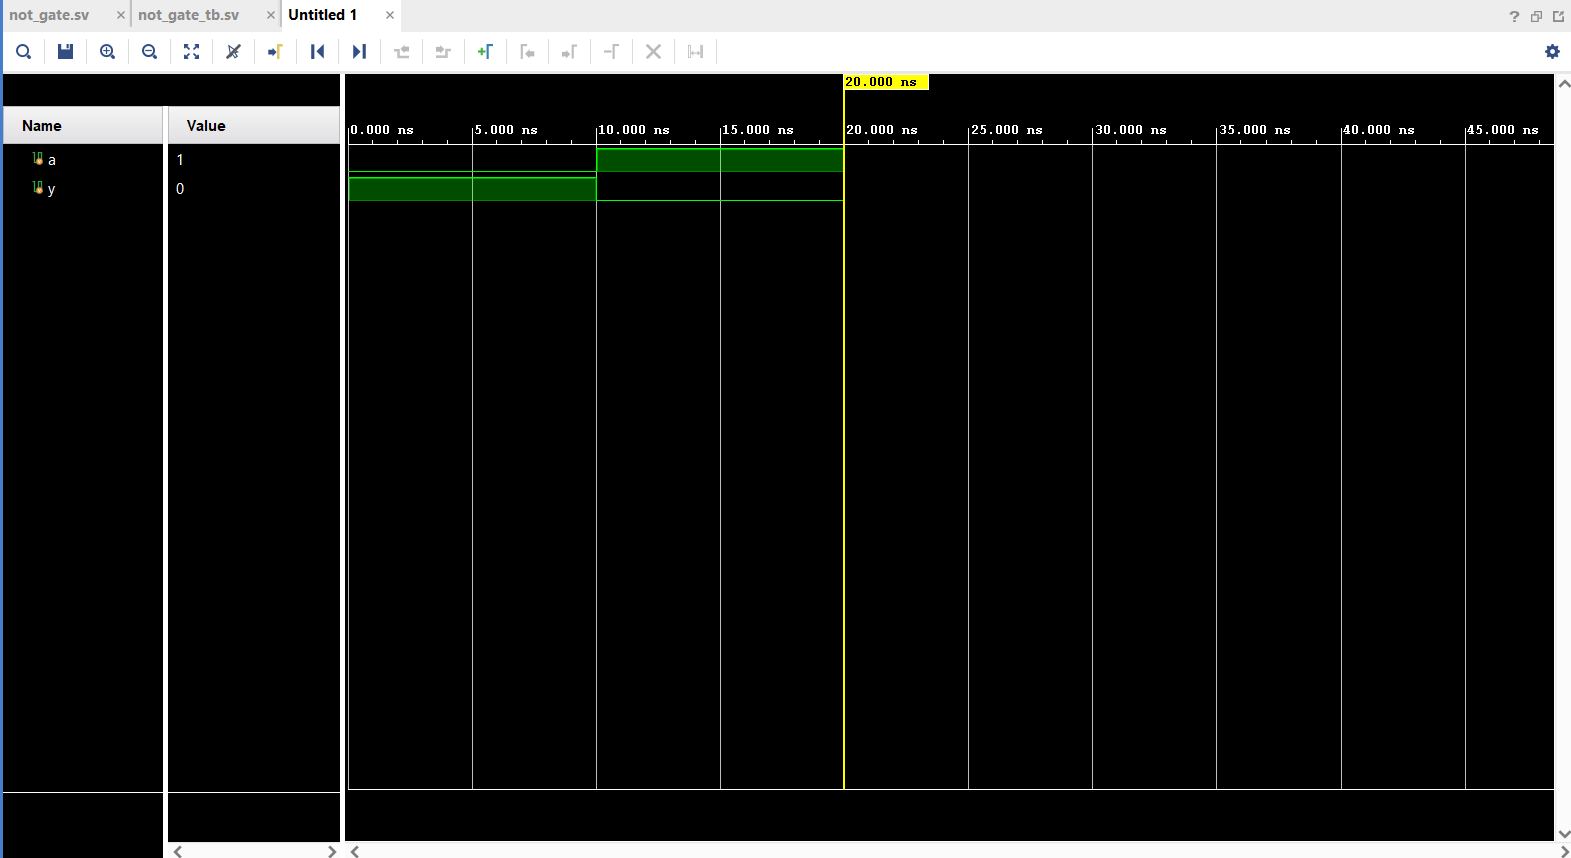 not_gate.sv × not_gate_tb.sv × Untitled 1 ×
?
20.000 ns
Name Value
0.000 ns 5.000 ns 10.000 ns 15.000 ns 20.000 ns 25.000 ns 30.000 ns 35.000 ns 40.000 ns 45.000 ns
a 1
y 0